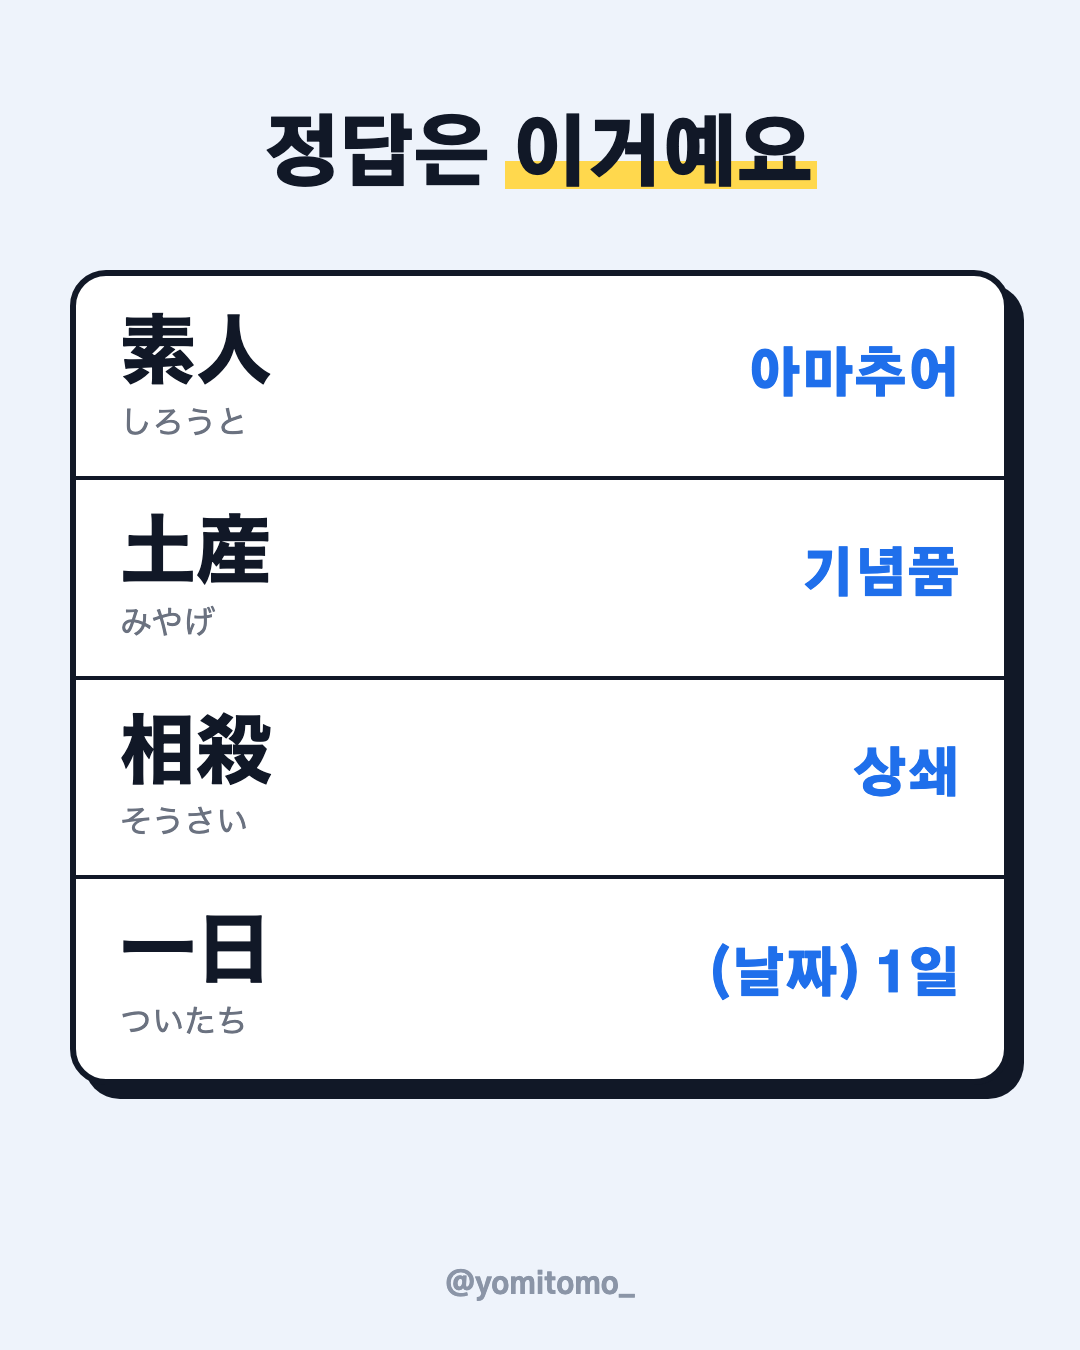 정답은 이거예요
素人
しろうと
아마추어
土産
みやげ
기념품
相殺
そうさい
상쇄
一日
ついたち
(날짜) 1일
@yomitomo_